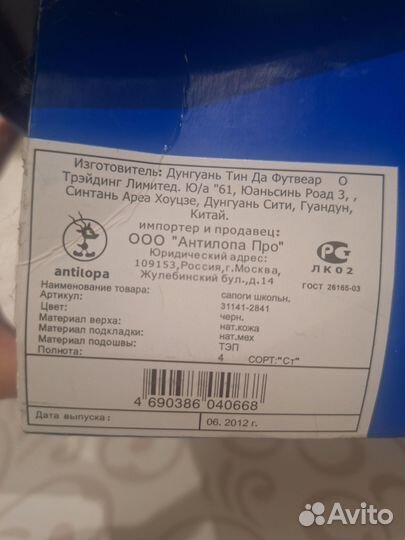 Изготовитель: Дунгуань Тин Да Футвеар О
Трэйдинг Лимитед. Ю/а "61, Юаньсинь Роад 3, ,
Синтань Ареа Хоуцзе, Дунгуань Сити, Гуандун,
Китай.
импортер и продавец:
ООО "Антилопа Про"
Юридический адрес:
109153,Россия,г.Москва,
Жулебинский бул.,д.14
antilopa
РСТ
ЛК02
ГОСТ 26165-03
Наименование товара: сапоги школьн.
Артикул: 31141-2841
Цвет: черн.
Материал верха: нат.кожа
Материал подкладки: нат.мех
Материал подошвы: ТЭП
Полнота: 4 СОРТ:"Ст"
4 690386 040668
Дата выпуска: 06. 2012 г.
Avito